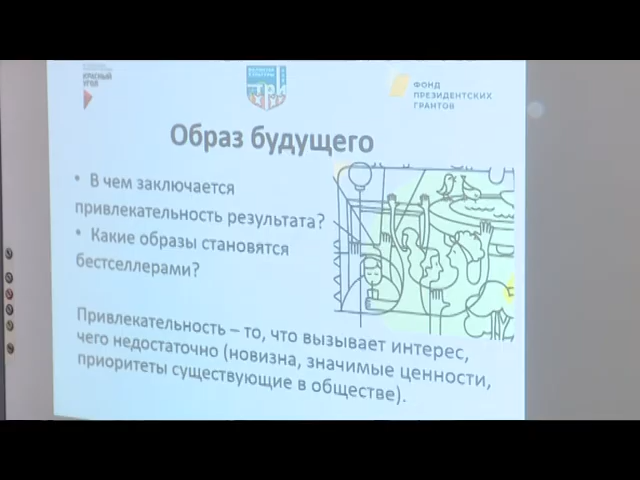 КРАСНЫЙ
УГОЛ
три
ФОНД
ПРЕЗИДЕНТСКИХ
ГРАНТОВ
Образ будущего
• В чем заключается
привлекательность результата?
• Какие образы становятся
бестселлерами?
Привлекательность – то, что вызывает интерес,
чего недостаточно (новизна, значимые ценности,
приоритеты существующие в обществе).